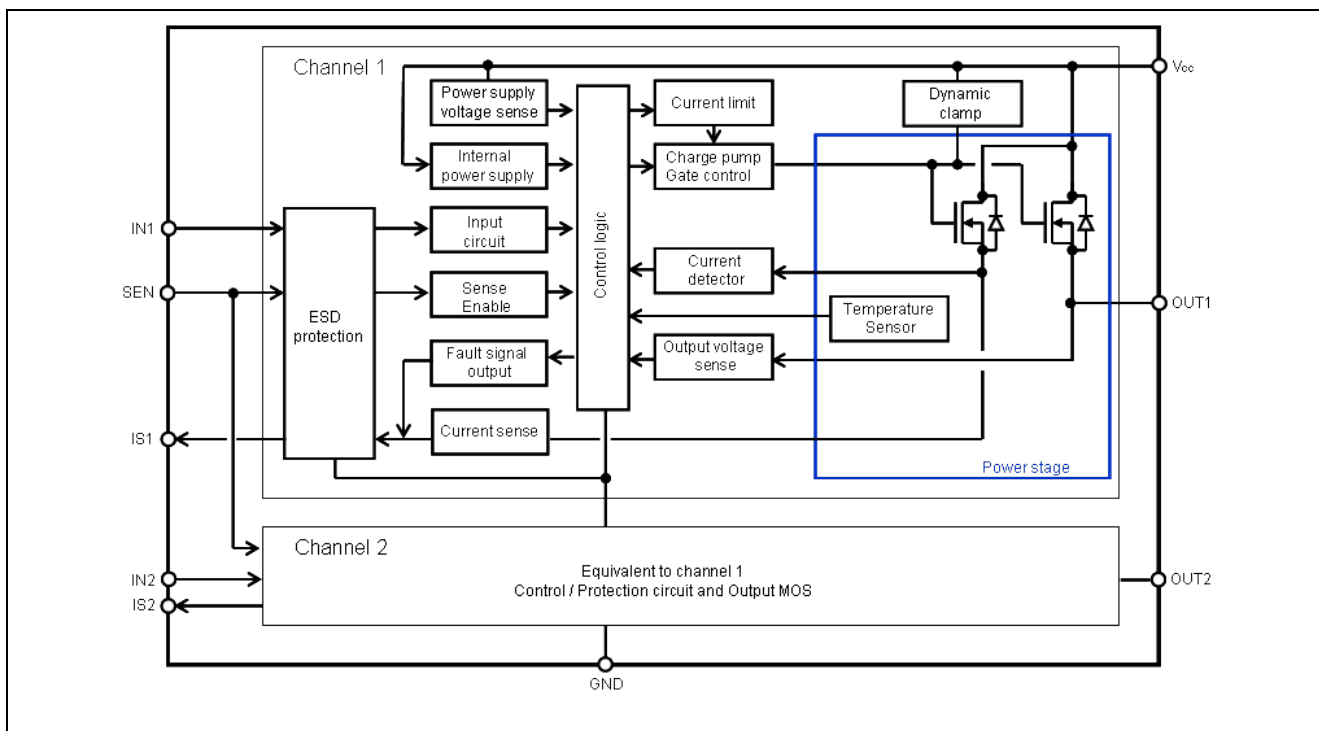 Channel 1
Vcc
Power supply
voltage sense
Current limit
Dynamic
clamp
Internal
power supply
Charge pump
Gate control
IN1
Input
circuit
Control logic
SEN
Sense
Enable
Current
detector
ESD
protection
Temperature
Sensor
OUT1
Fault signal
output
Output voltage
sense
IS1
Current sense
Power stage
Channel 2
IN2
Equivalent to channel 1
OUT2
Control / Protection circuit and Output MOS
IS2
GND